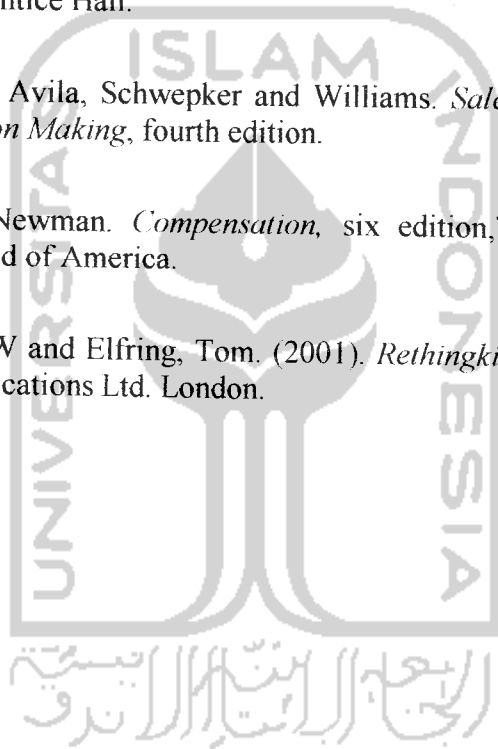 ntice Hall.
Avila, Schwepker and Williams. Sale
on Making, fourth edition.
Newman. Compensation, six edition,
d of America.
W and Elfring, Tom. (2001). Rethingki
cations Ltd. London.
ISLAM
UNIVERSITAS
INDONESIA